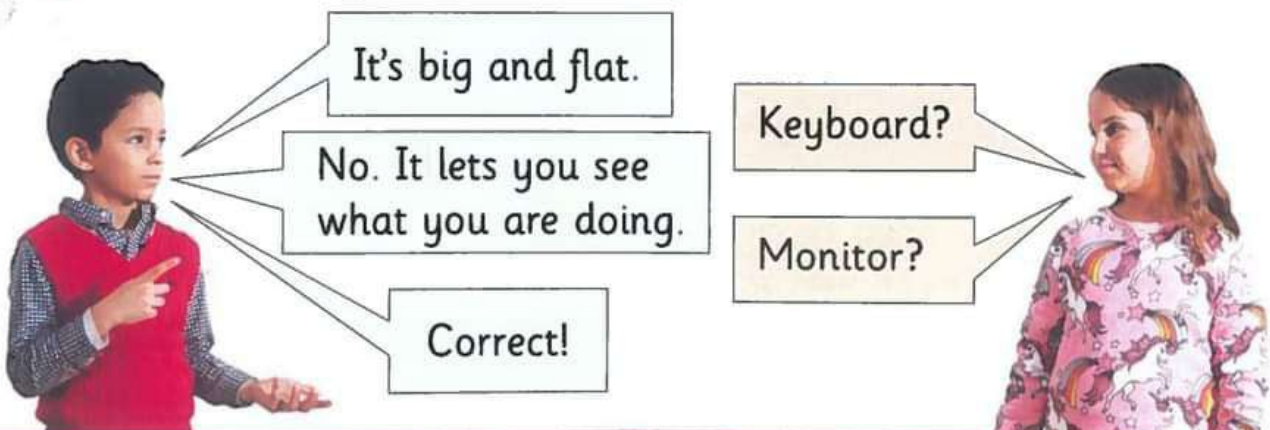 It's big and flat.
Keyboard?
No. It lets you see
what you are doing.
Monitor?
Correct!